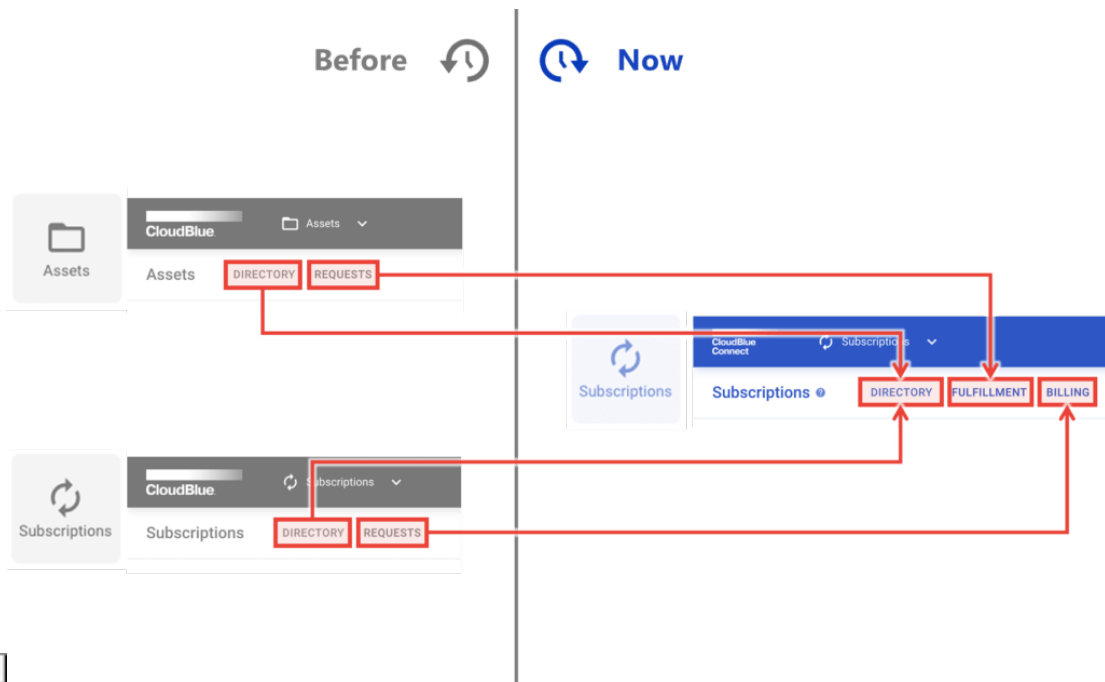 Before
Now
Assets
CloudBlue
Assets
Assets
DIRECTORY
REQUESTS
Subscriptions
CloudBlue
Connect
Subscriptions
Subscriptions
DIRECTORY
FULFILLMENT
BILLING
Subscriptions
CloudBlue
Subscriptions
Subscriptions
DIRECTORY
REQUESTS